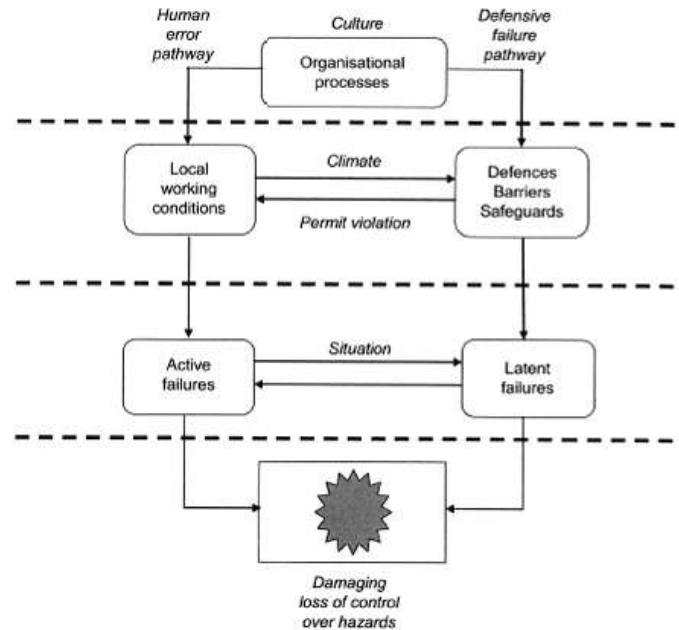 Human
error
pathway
Culture
Defensive
failure
pathway
Organisational
processes
Local
working
conditions
Climate
Permit violation
Defences
Barriers
Safeguards
Active
failures
Situation
Latent
failures
Damaging
loss of control
over hazards